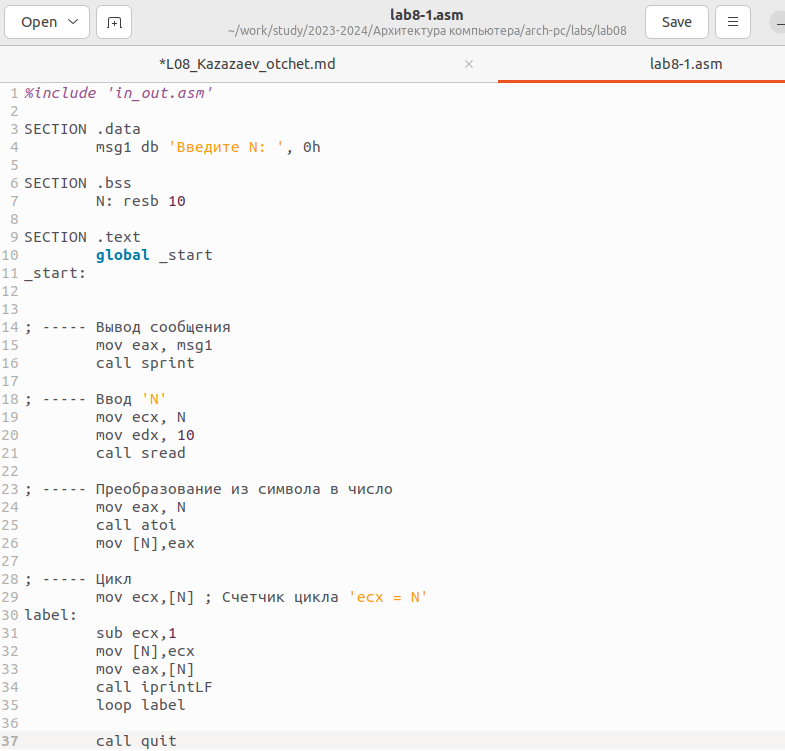 Open
lab8-1.asm
~/work/study/2023-2024/Архитектура компьютера/arch-pc/labs/lab08
Save
*L08_Kazazaev_otchet.md
lab8-1.asm
1 %include 'in_out.asm'
2
3 SECTION .data
4 msg1 db 'Введите N: ', 0h
5
6 SECTION .bss
7 N: resb 10
8
9 SECTION .text
10 global _start
11 _start:
12
13
14 ; ----- Вывод сообщения
15 mov eax, msg1
16 call sprint
17
18 ; ----- Ввод 'N'
19 mov ecx, N
20 mov edx, 10
21 call sread
22
23 ; ----- Преобразование из символа в число
24 mov eax, N
25 call atoi
26 mov [N],eax
27
28 ; ----- Цикл
29 mov ecx,[N] ; Счетчик цикла 'ecx = N'
30 label:
31 sub ecx,1
32 mov [N],ecx
33 mov eax,[N]
34 call iprintLF
35 loop label
36
37 call quit